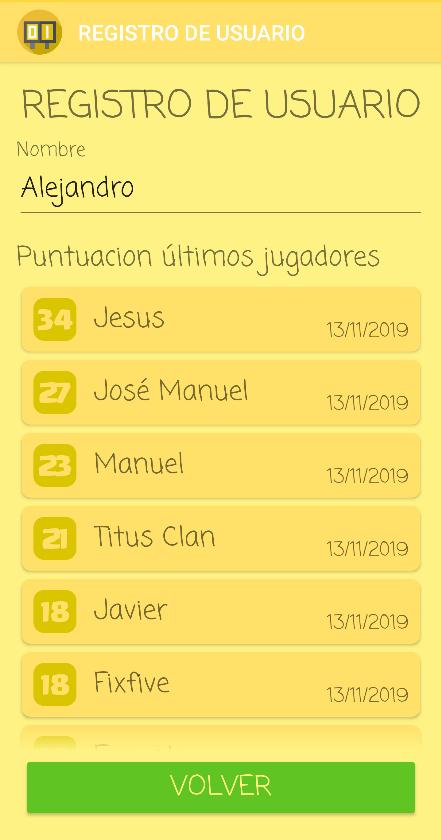 REGISTRO DE USUARIO
REGISTRO DE USUARIO
Nombre
Alejandro
Puntuacion últimos jugadores
34 Jesus 13/11/2019
27 José Manuel 13/11/2019
23 Manuel 13/11/2019
21 Titus Clan 13/11/2019
18 Javier 13/11/2019
18 Fixfive 13/11/2019
VOLVER